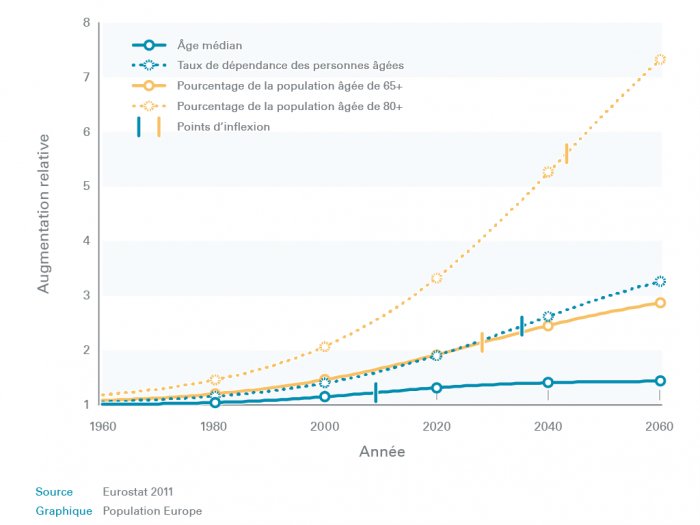 8
7
6
5
4
3
2
1
Augmentation relative
Âge médian
Taux de dépendance des personnes âgées
Pourcentage de la population âgée de 65+
Pourcentage de la population âgée de 80+
Points d'inflexion
1960 1980 2000 2020 2040 2060
Année
Source Eurostat 2011
Graphique Population Europe